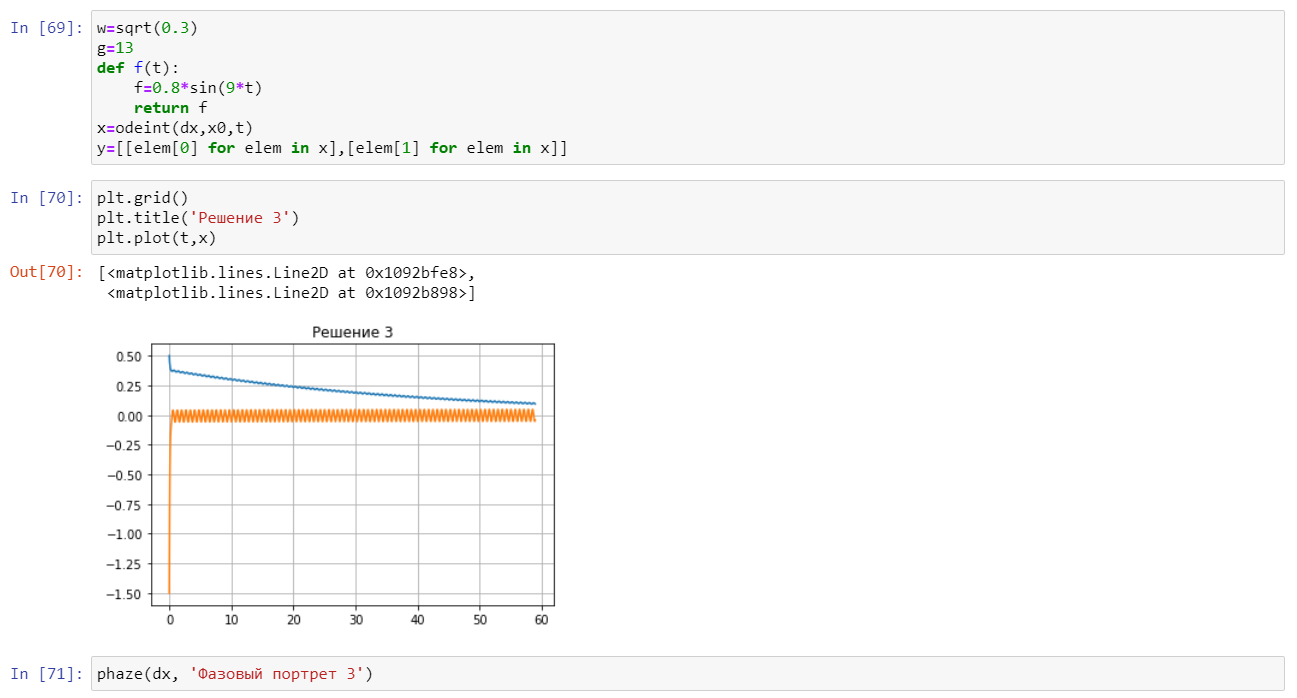 In [69]: w=sqrt(0.3)
g=13
def f(t):
    f=0.8*sin(9*t)
    return f
x=odeint(dx,x0,t)
y=[[elem[0] for elem in x],[elem[1] for elem in x]]
In [70]: plt.grid()
plt.title('Решение 3')
plt.plot(t,x)
Out[70]: [<matplotlib.lines.Line2D at 0x1092bfe8>,
 <matplotlib.lines.Line2D at 0x1092b898>]
Решение 3
0.50
0.25
0.00
−0.25
−0.50
−0.75
−1.00
−1.25
−1.50
0 10 20 30 40 50 60
In [71]: phaze(dx, 'Фазовый портрет 3')